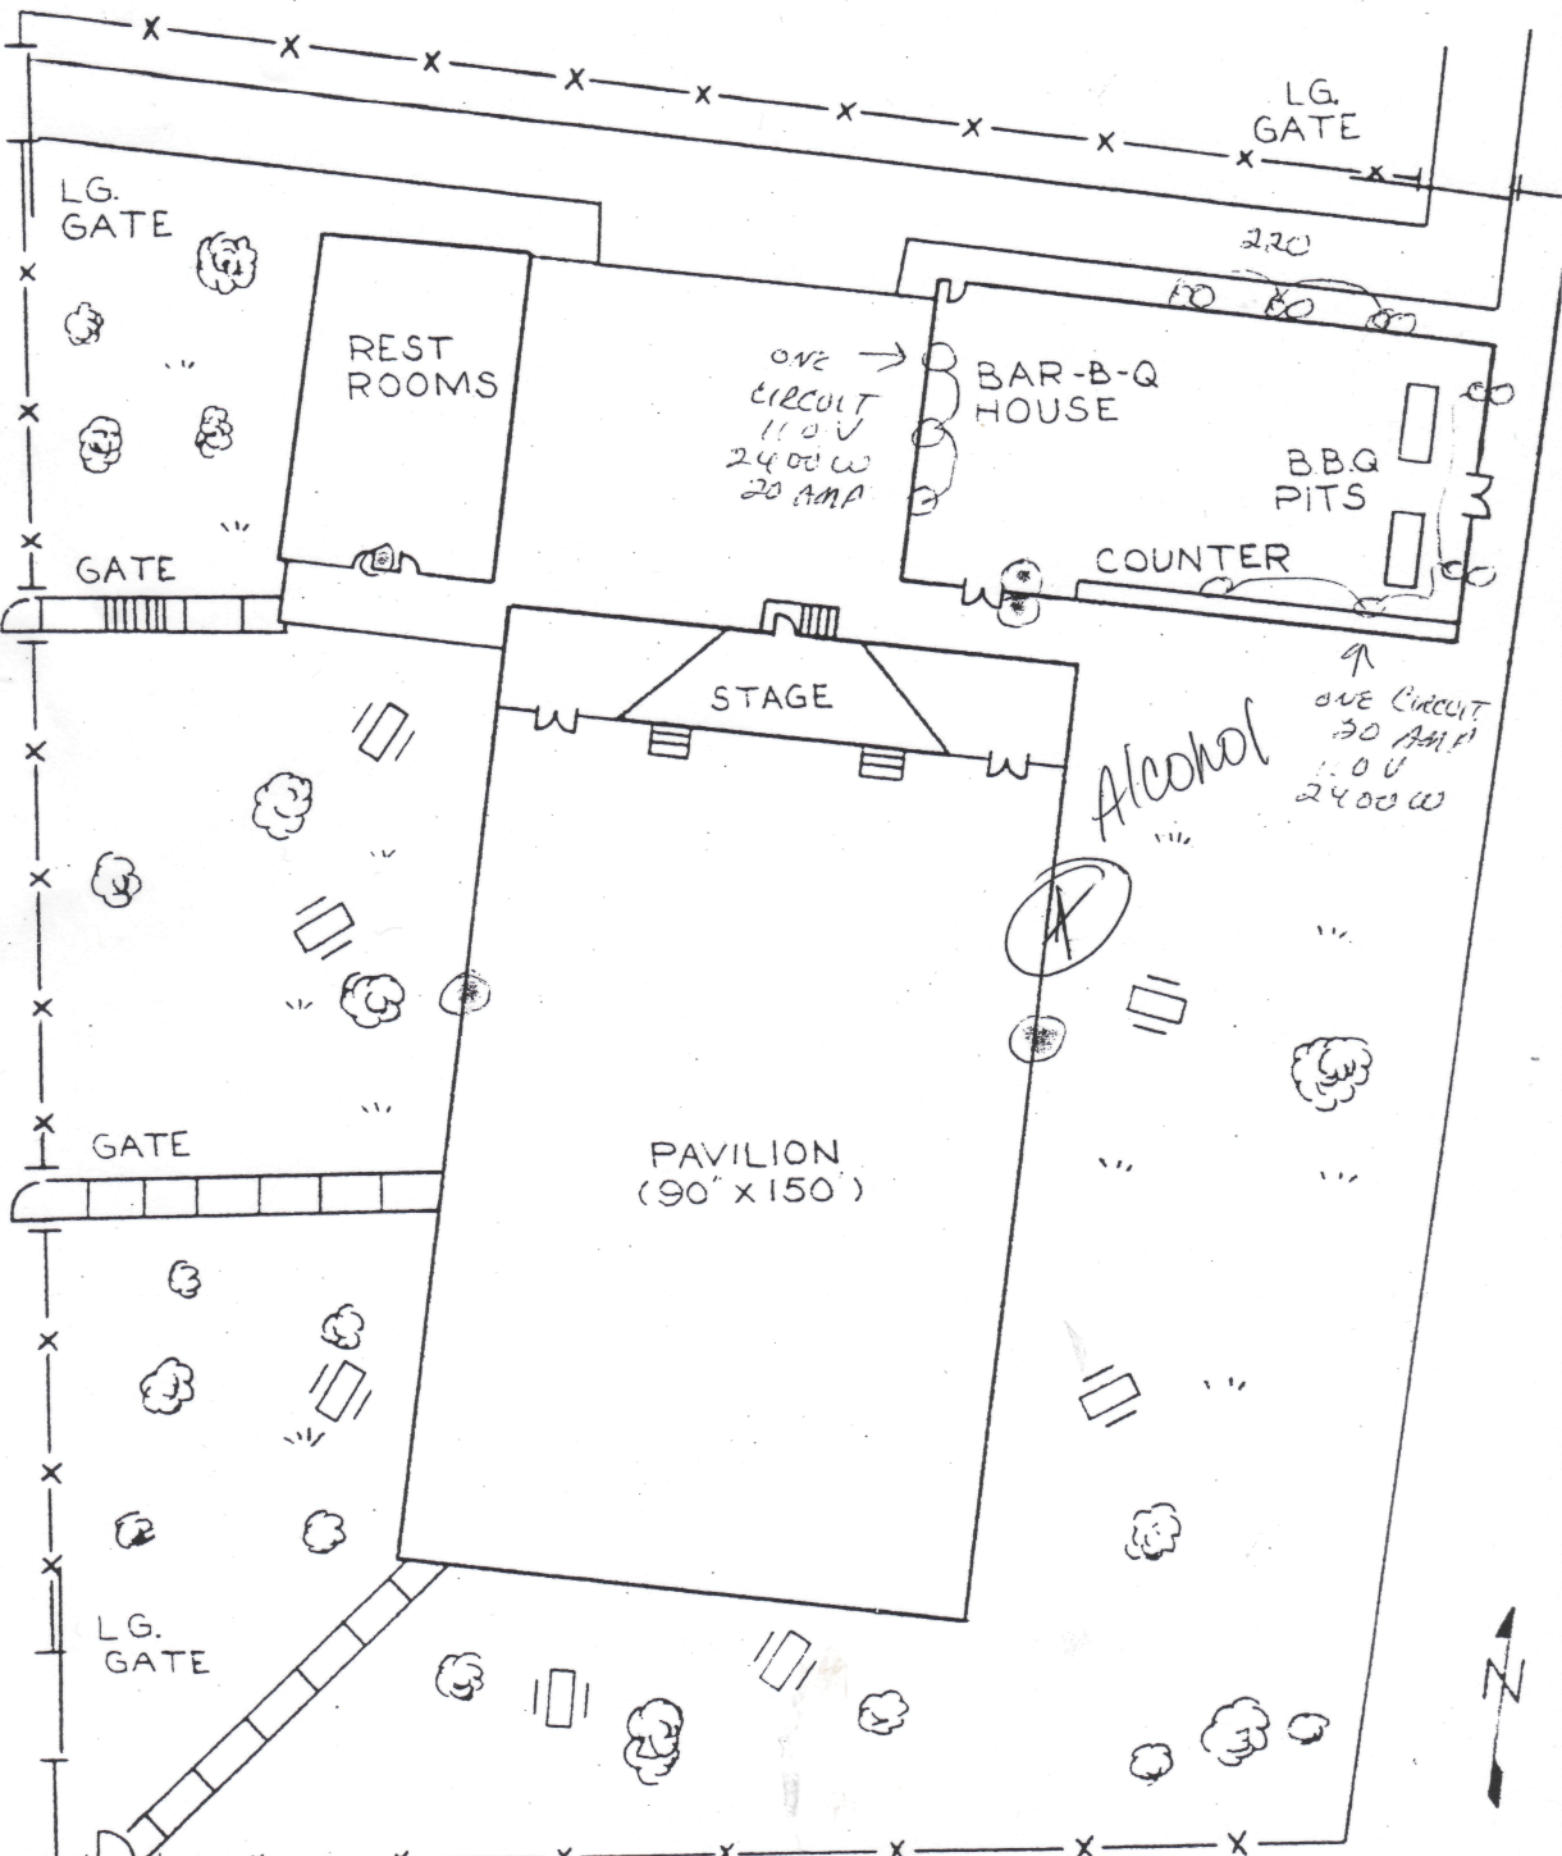 LG.
GATE
LG.
GATE
220
REST
ROOMS
ONE →
CIRCUIT
110 V
2400 W
20 AMP
BAR-B-Q
HOUSE
B.B.Q
PITS
COUNTER
GATE
STAGE
Alcohol
A
ONE CIRCUIT
20 AMP
110 V
2400 W
GATE
PAVILION
(90' X 150')
LG.
GATE
N